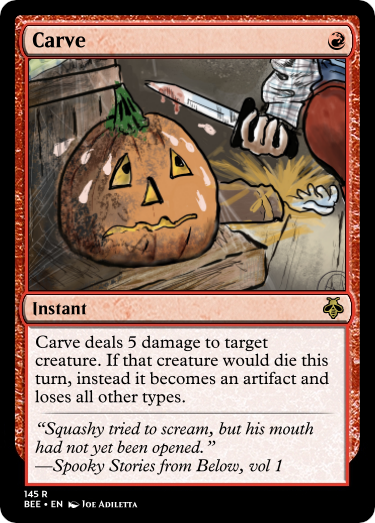 Carve
Instant
Carve deals 5 damage to target
creature. If that creature would die this
turn, instead it becomes an artifact and
loses all other types.
“Squashy tried to scream, but his mouth
had not yet been opened.”
—Spooky Stories from Below, vol 1
145 R
BEE • EN Joe Adiletta